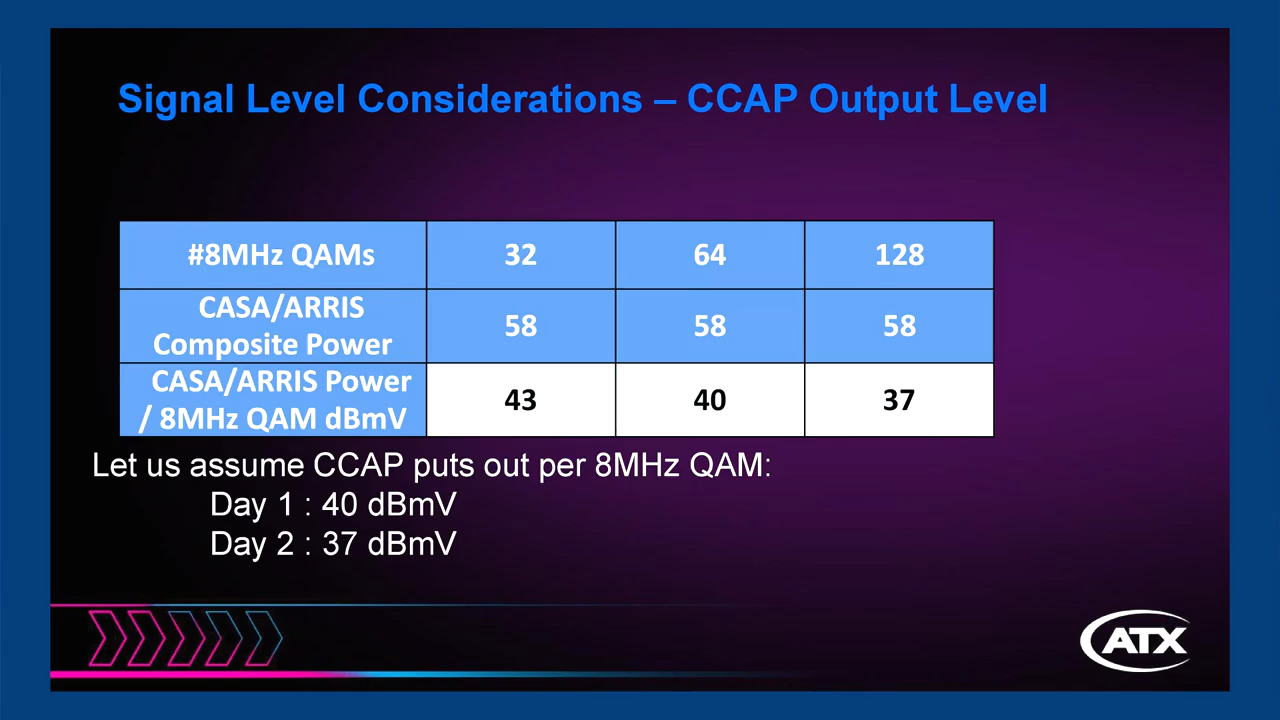 Signal Level Considerations – CCAP Output Level
#8MHz QAMs 32 64 128
CASA/ARRIS
Composite Power 58 58 58
CASA/ARRIS Power
/ 8MHz QAM dBmV 43 40 37
Let us assume CCAP puts out per 8MHz QAM:
Day 1 : 40 dBmV
Day 2 : 37 dBmV
ATX